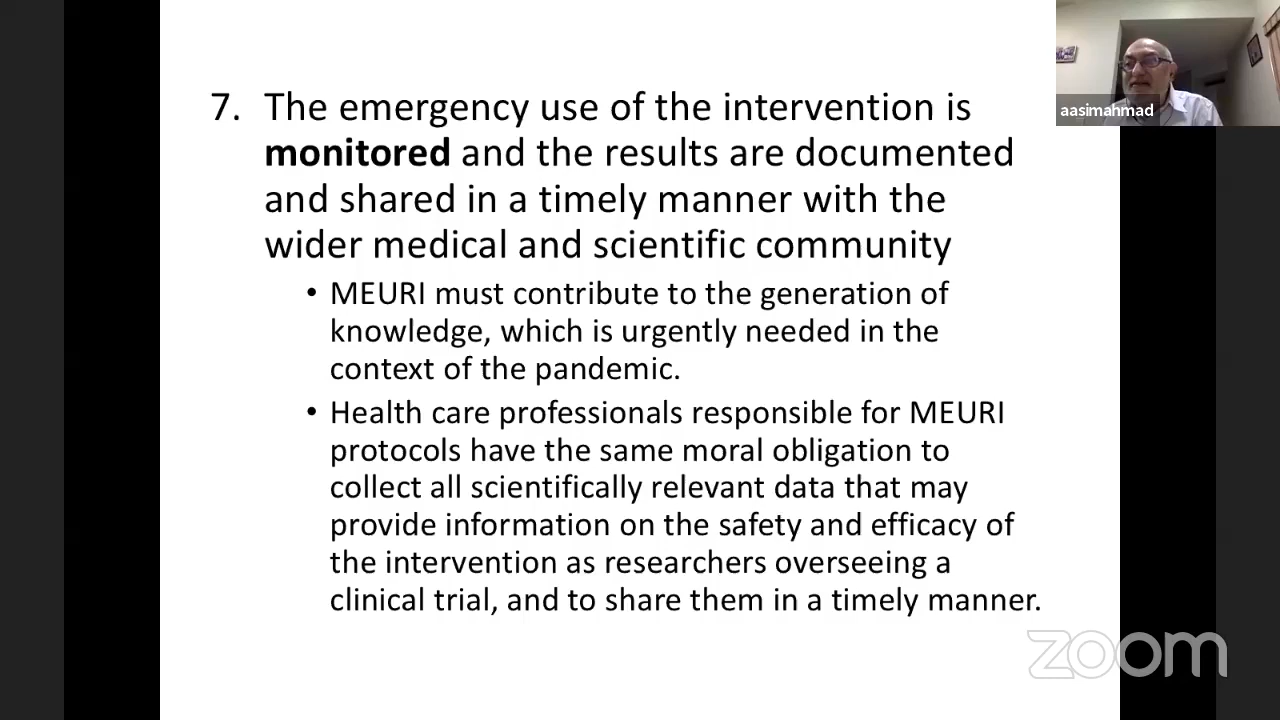 7. The emergency use of the intervention is
monitored and the results are documented
and shared in a timely manner with the
wider medical and scientific community
• MEURI must contribute to the generation of
knowledge, which is urgently needed in the
context of the pandemic.
• Health care professionals responsible for MEURI
protocols have the same moral obligation to
collect all scientifically relevant data that may
provide information on the safety and efficacy of
the intervention as researchers overseeing a
clinical trial, and to share them in a timely manner.
aasimahmad
zoom